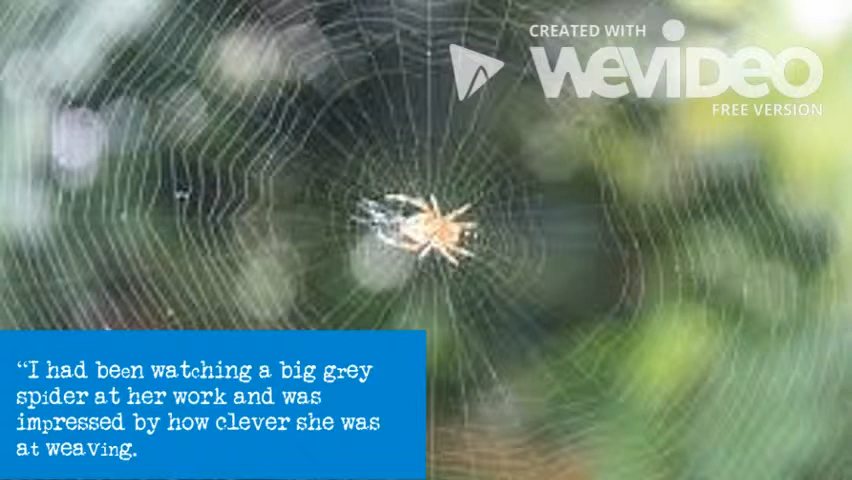 CREATED WITH
WEVIDEO
FREE VERSION
“I had been watching a big grey
spider at her work and was
impressed by how clever she was
at weaving.